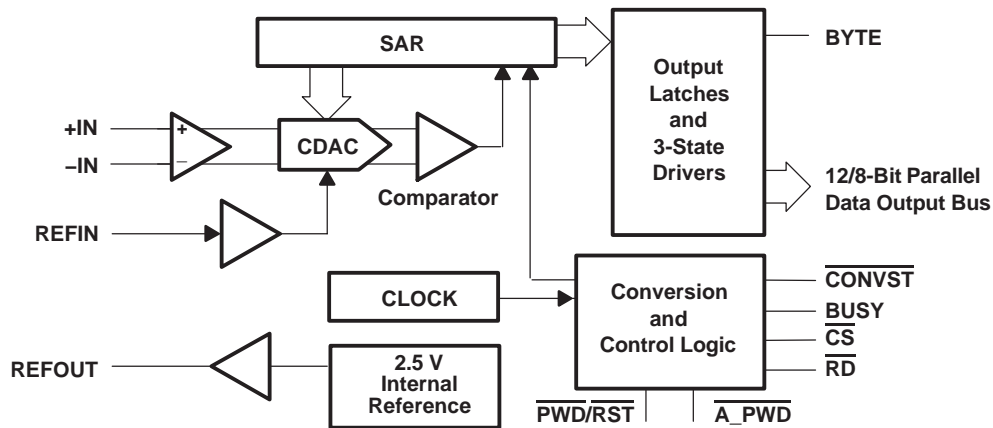 SAR
BYTE
Output
Latches
and
3-State
Drivers
+IN
+
CDAC
−IN
−
Comparator
12/8-Bit Parallel
Data Output Bus
REFIN
CLOCK
Conversion
and
Control Logic
CONVST
BUSY
CS
RD
REFOUT
2.5 V
Internal
Reference
PWD/RST
A_PWD